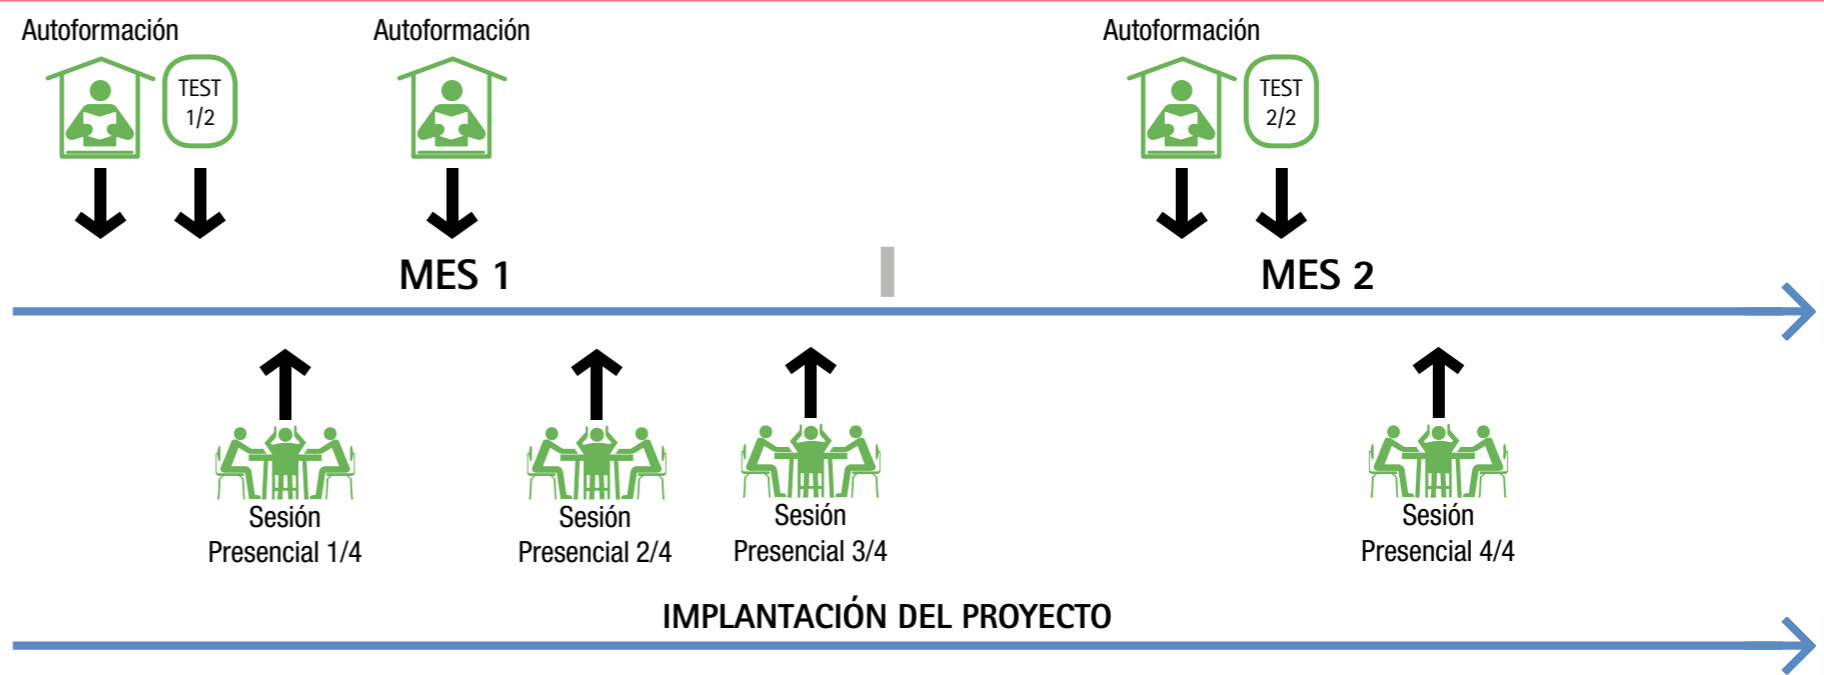 Autoformación
Autoformación
Autoformación
TEST
1/2
TEST
2/2
MES 1
MES 2
Sesión
Presencial 1/4
Sesión
Presencial 2/4
Sesión
Presencial 3/4
Sesión
Presencial 4/4
IMPLANTACIÓN DEL PROYECTO